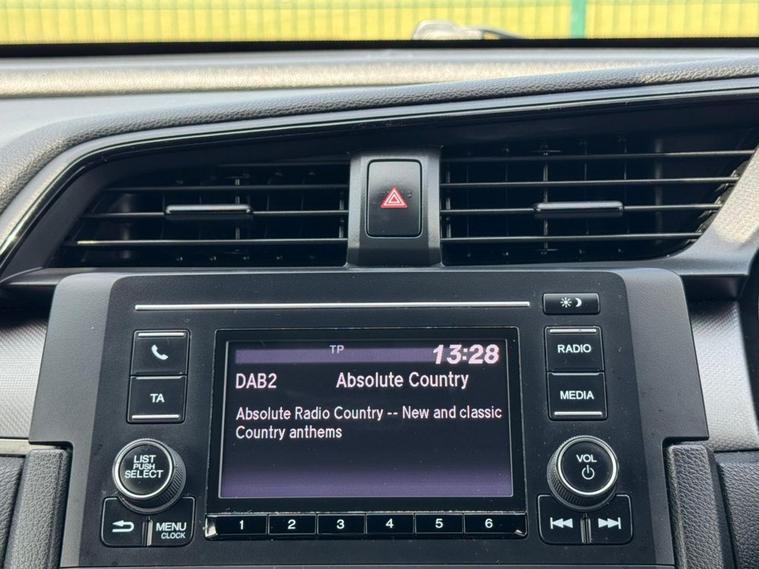 TP 13:28
DAB2 Absolute Country
Absolute Radio Country -- New and classic
Country anthems
TA
RADIO
MEDIA
LIST
PUSH
SELECT
VOL
MENU
CLOCK
1 2 3 4 5 6